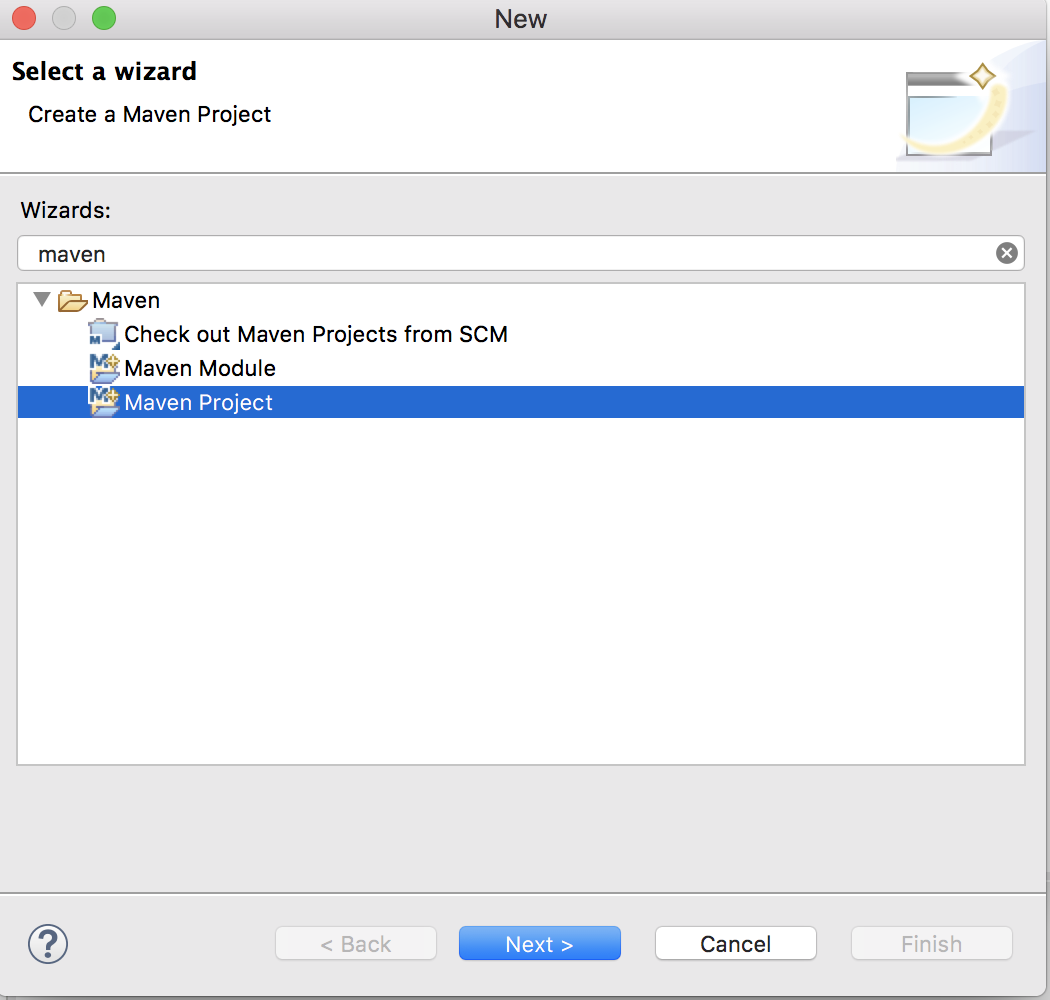 New
Select a wizard
Create a Maven Project
Wizards:
maven
Maven
Check out Maven Projects from SCM
Maven Module
Maven Project
? < Back Next > Cancel Finish